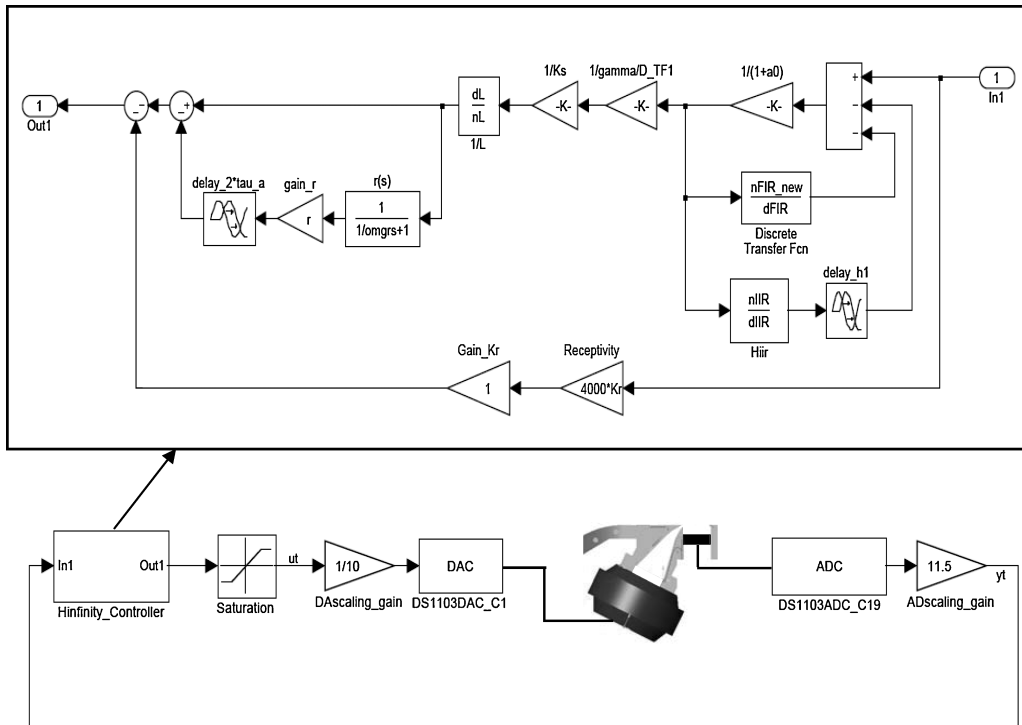 1/Ks
1/gamma/D_TF1
1/(1+a0)
dL
nL
1/L
-K-
-K-
-K-
+
−
−
1
In1
1
Out1
−
−
−
+
delay_2*tau_a
gain_r
r
r(s)
1
1/omgrs+1
nFIR_new
dFIR
Discrete
Transfer Fcn
delay_h1
nIIR
dIIR
Hiir
Gain_Kr
1
Receptivity
4000*Kr
In1
Out1
Hinfinity_Controller
Saturation
ut
1/10
DAscaling_gain
DAC
DS1103DAC_C1
ADC
DS1103ADC_C19
11.5
ADscaling_gain
yt